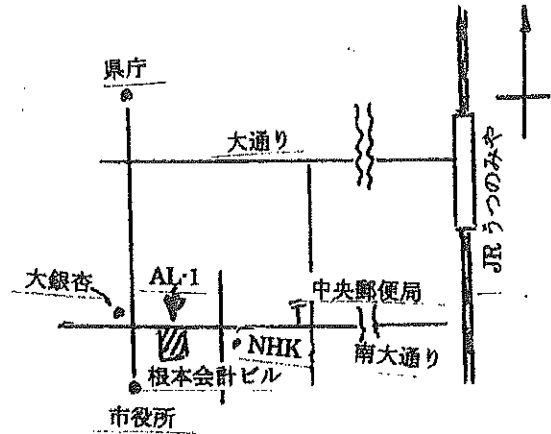 県庁
大通り
JR うつのみや
大銀杏
AL·1
中央郵便局
NHK
南大通り
根本会計ビル
市役所